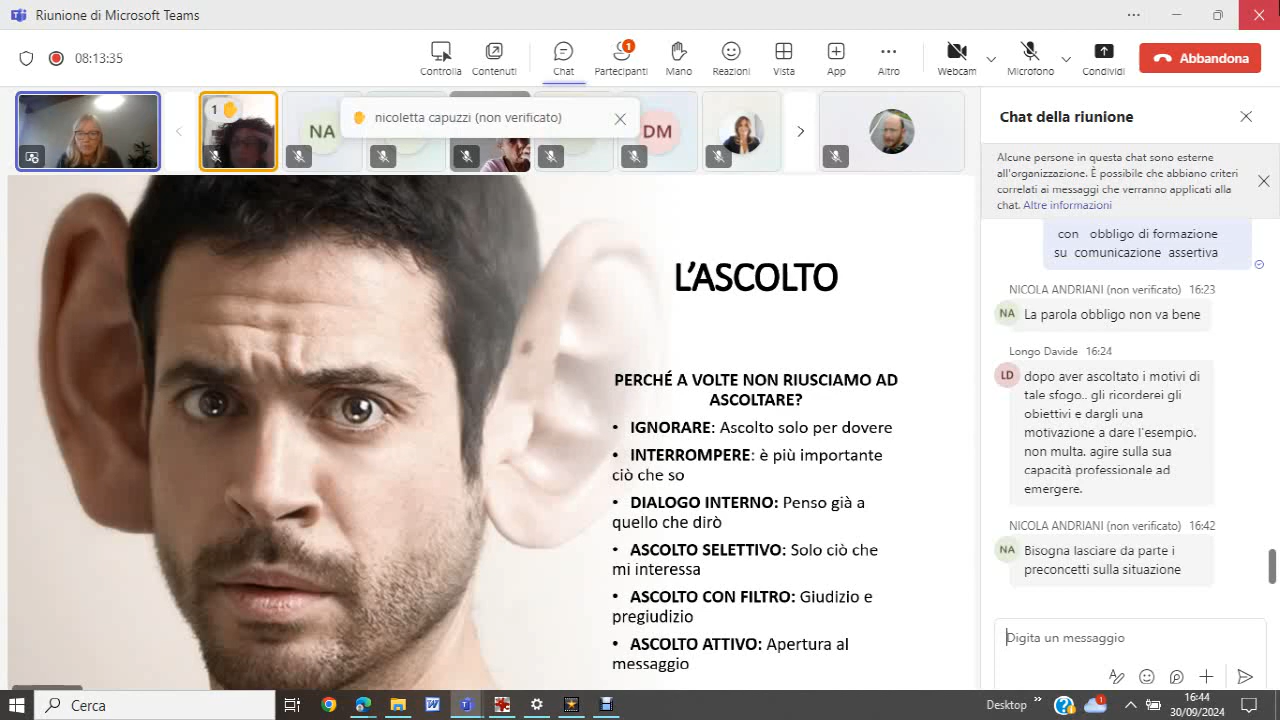 Riunione di Microsoft Teams
08:13:35
Controlla
Contenuti
Chat
1
Partecipanti
Mano
Reazioni
Vista
App
Altro
Webcam
Microfono
Condividi
Abbandona
1
NA
nicoletta capuzzi (non verificato)
DM
L'ASCOLTO
PERCHÉ A VOLTE NON RIUSCIAMO AD
ASCOLTARE?
• IGNORARE: Ascolto solo per dovere
• INTERROMPERE: è più importante
ciò che so
• DIALOGO INTERNO: Penso già a
quello che dirò
• ASCOLTO SELETTIVO: Solo ciò che
mi interessa
• ASCOLTO CON FILTRO: Giudizio e
pregiudizio
• ASCOLTO ATTIVO: Apertura al
messaggio
Chat della riunione
Alcune persone in questa chat sono esterne
all'organizzazione. È possibile che abbiano criteri
correlati ai messaggi che verranno applicati alla
chat. Altre informazioni
con obbligo di formazione
su comunicazione assertiva
NICOLA ANDRIANI (non verificato) 16:23
NA
La parola obbligo non va bene
Longo Davide 16:24
LD
dopo aver ascoltato i motivi di
tale sfogo.. gli ricorderei gli
obiettivi e dargli una
motivazione a dare l'esempio.
non multa. agire sulla sua
capacità professionale ad
emergere.
NICOLA ANDRIANI (non verificato) 16:42
NA
Bisogna lasciare da parte i
preconcetti sulla situazione
Digita un messaggio
Cerca
Desktop
1
16:44
30/09/2024